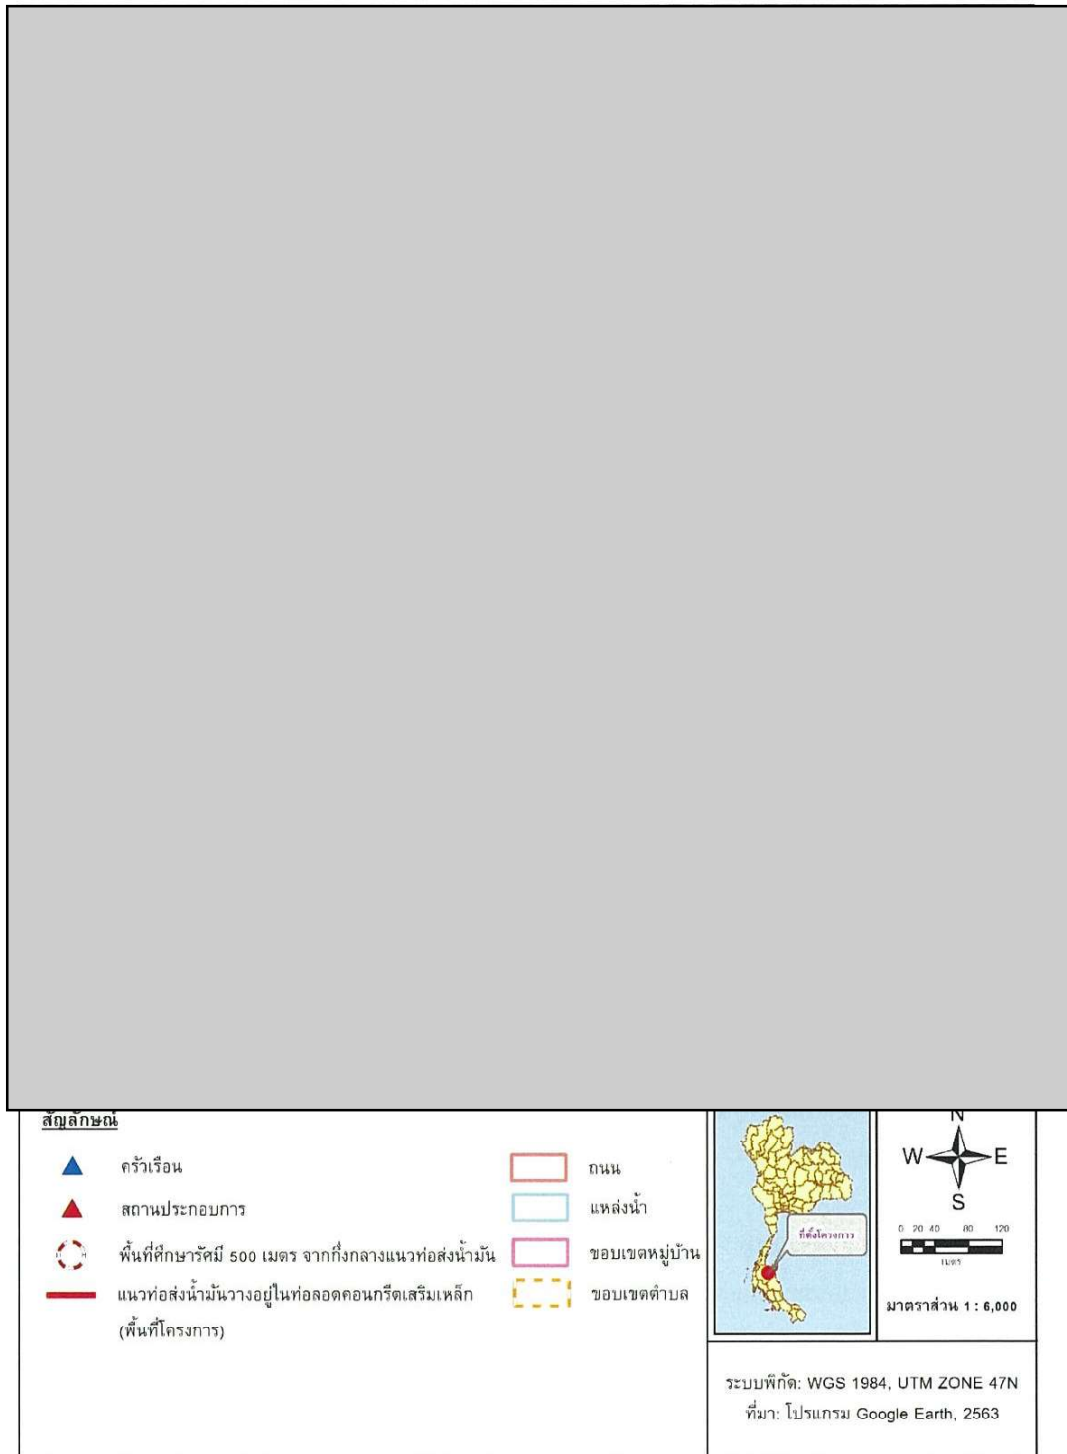 สัญลักษณ์
ครัวเรือน
สถานประกอบการ
พื้นที่ศึกษารัศมี 500 เมตร จากกึ่งกลางแนวท่อส่งน้ำมัน
แนวท่อส่งน้ำมันวางอยู่ในท่อลอดคอนกรีตเสริมเหล็ก
(พื้นที่โครงการ)
ถนน
แหล่งน้ำ
ขอบเขตหมู่บ้าน
ขอบเขตตำบล
ที่ตั้งโครงการ
N
W E
S
0 20 40 80 120
เมตร
มาตราส่วน 1 : 6,000
ระบบพิกัด: WGS 1984, UTM ZONE 47N
ที่มา: โปรแกรม Google Earth, 2563